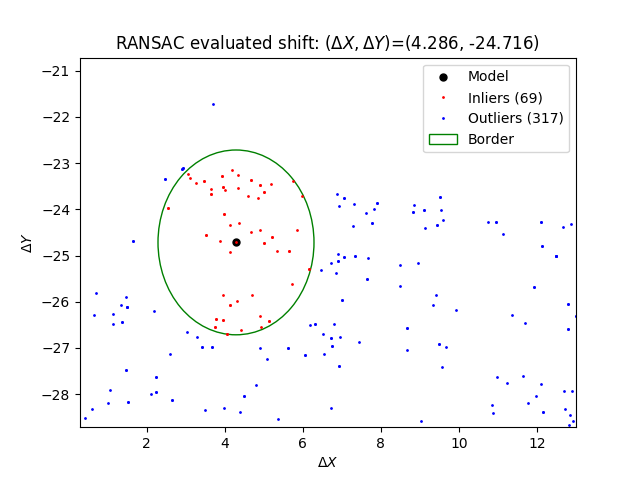 RANSAC evaluated shift: (ΔX, ΔY)=(4.286, -24.716)
Model
Inliers (69)
Outliers (317)
Border
−21
−22
−23
−24
−25
−26
−27
−28
ΔY
2 4 6 8 10 12
ΔX